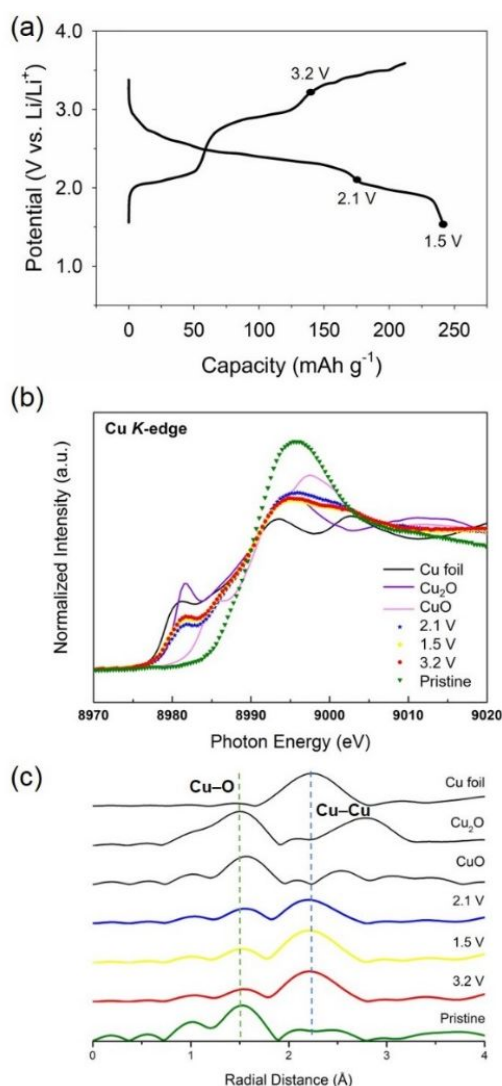 (a)
4.0
3.0
2.0
1.0
Potential (V vs. Li/Li⁺)
3.2 V
2.1 V
1.5 V
0 50 100 150 200 250
Capacity (mAh g⁻¹)
(b)
Cu K-edge
Normalized Intensity (a.u.)
Cu foil
Cu₂O
CuO
2.1 V
1.5 V
3.2 V
Pristine
8970 8980 8990 9000 9010 9020
Photon Energy (eV)
(c)
Cu–O
Cu–Cu
Cu foil
Cu₂O
CuO
2.1 V
1.5 V
3.2 V
Pristine
0 1 2 3 4
Radial Distance (Å)